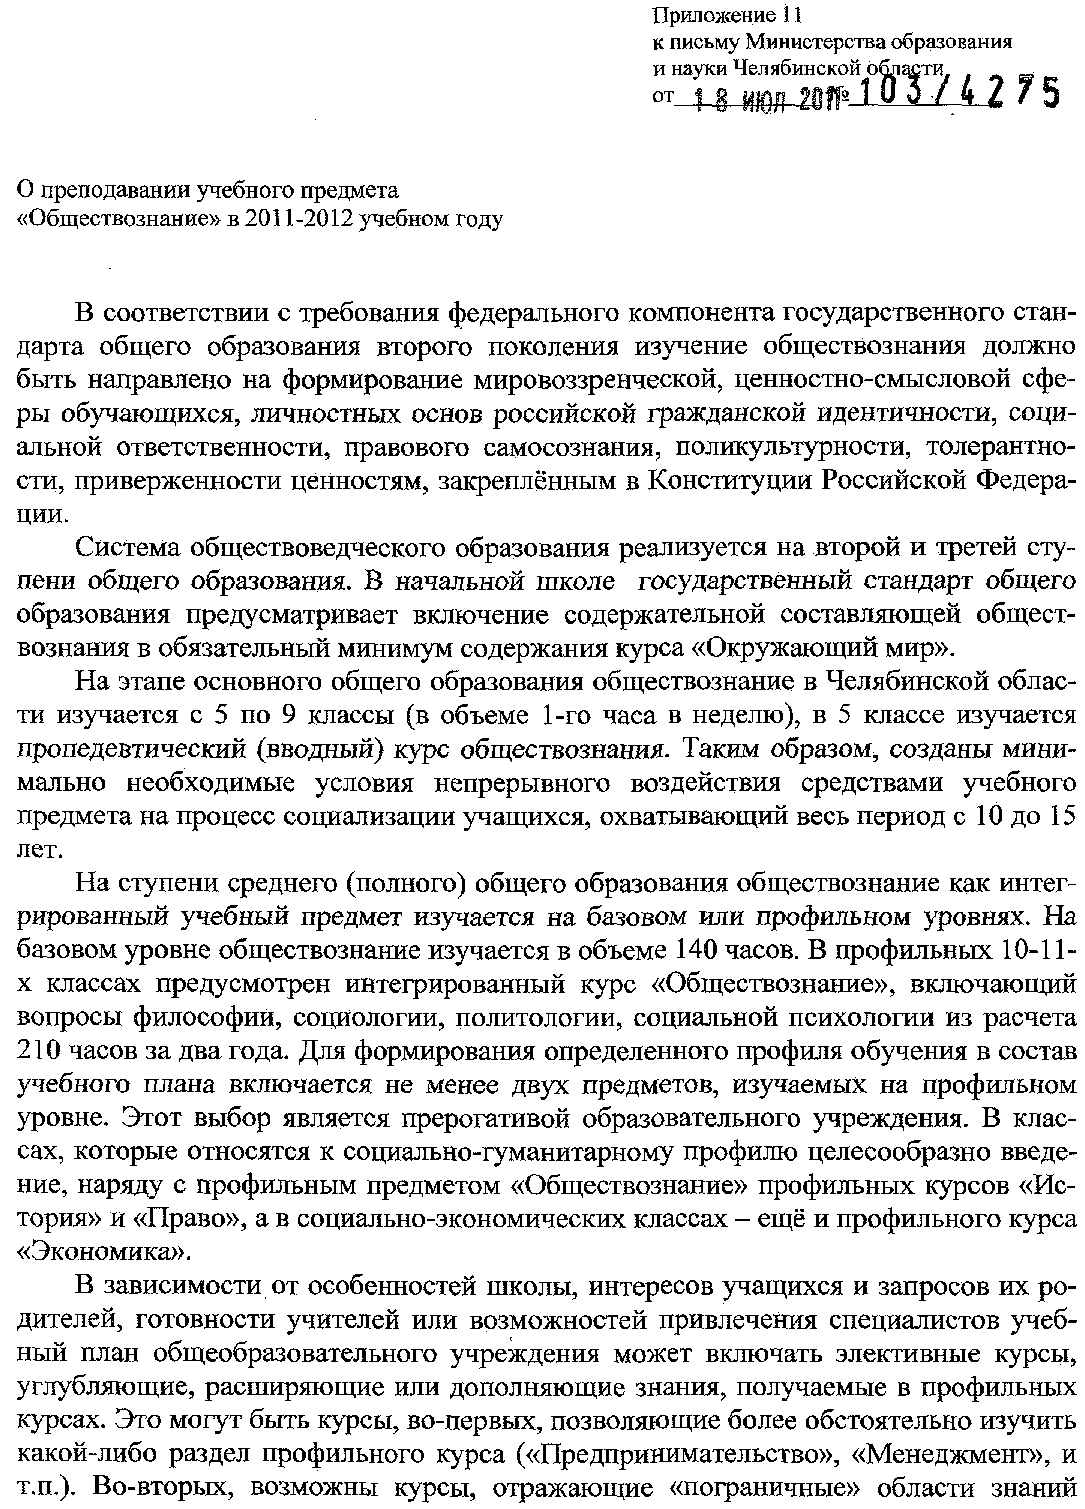 Приложение 11
к письму Министерства образования
и науки Челябинской области
от 18 июл 2011 № 103/4275
О преподавании учебного предмета
«Обществознание» в 2011-2012 учебном году
В соответствии с требования федерального компонента государственного стан-
дарта общего образования второго поколения изучение обществознания должно
быть направлено на формирование мировоззренческой, ценностно-смысловой сфе-
ры обучающихся, личностных основ российской гражданской идентичности, соци-
альной ответственности, правового самосознания, поликультурности, толерантно-
сти, приверженности ценностям, закреплённым в Конституции Российской Федера-
ции.
Система обществоведческого образования реализуется на второй и третей сту-
пени общего образования. В начальной школе государственный стандарт общего
образования предусматривает включение содержательной составляющей общест-
вознания в обязательный минимум содержания курса «Окружающий мир».
На этапе основного общего образования обществознание в Челябинской облас-
ти изучается с 5 по 9 классы (в объеме 1-го часа в неделю), в 5 классе изучается
пропедевтический (вводный) курс обществознания. Таким образом, созданы мини-
мально необходимые условия непрерывного воздействия средствами учебного
предмета на процесс социализации учащихся, охватывающий весь период с 10 до 15
лет.
На ступени среднего (полного) общего образования обществознание как интег-
рированный учебный предмет изучается на базовом или профильном уровнях. На
базовом уровне обществознание изучается в объеме 140 часов. В профильных 10-11-
х классах предусмотрен интегрированный курс «Обществознание», включающий
вопросы философии, социологии, политологии, социальной психологии из расчета
210 часов за два года. Для формирования определенного профиля обучения в состав
учебного плана включается не менее двух предметов, изучаемых на профильном
уровне. Этот выбор является прерогативой образовательного учреждения. В клас-
сах, которые относятся к социально-гуманитарному профилю целесообразно введе-
ние, наряду с профильным предметом «Обществознание» профильных курсов «Ис-
тория» и «Право», а в социально-экономических классах – ещё и профильного курса
«Экономика».
В зависимости от особенностей школы, интересов учащихся и запросов их ро-
дителей, готовности учителей или возможностей привлечения специалистов учеб-
ный план общеобразовательного учреждения может включать элективные курсы,
углубляющие, расширяющие или дополняющие знания, получаемые в профильных
курсах. Это могут быть курсы, во-первых, позволяющие более обстоятельно изучить
какой-либо раздел профильного курса («Предпринимательство», «Менеджмент», и
т.п.). Во-вторых, возможны курсы, отражающие «пограничные» области знаний